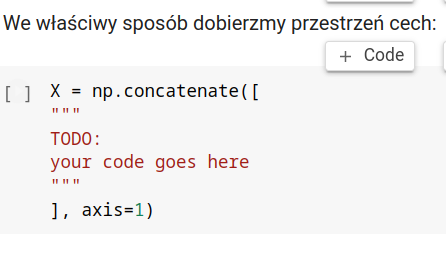 We właściwy sposób dobierzmy przestrzeń cech:
+ Code
[ ] X = np.concatenate([
"""
TODO:
your code goes here
"""
], axis=1)